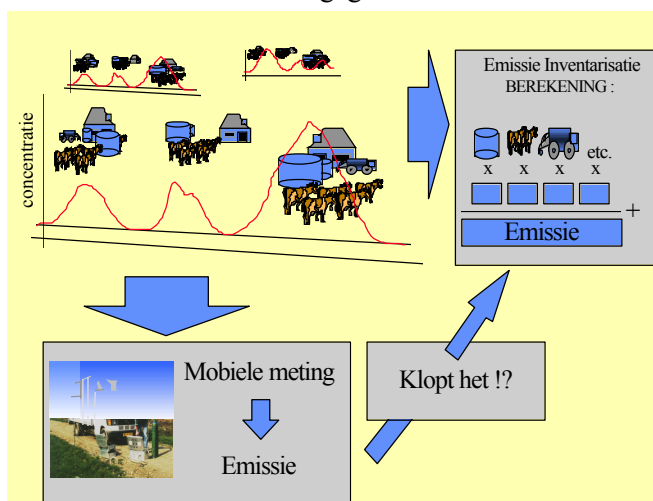 concentratie
Emissie Inventarisatie
BEREKENING :
etc.
x x x x
+
Emissie
Mobiele meting
Emissie
Klopt het !?